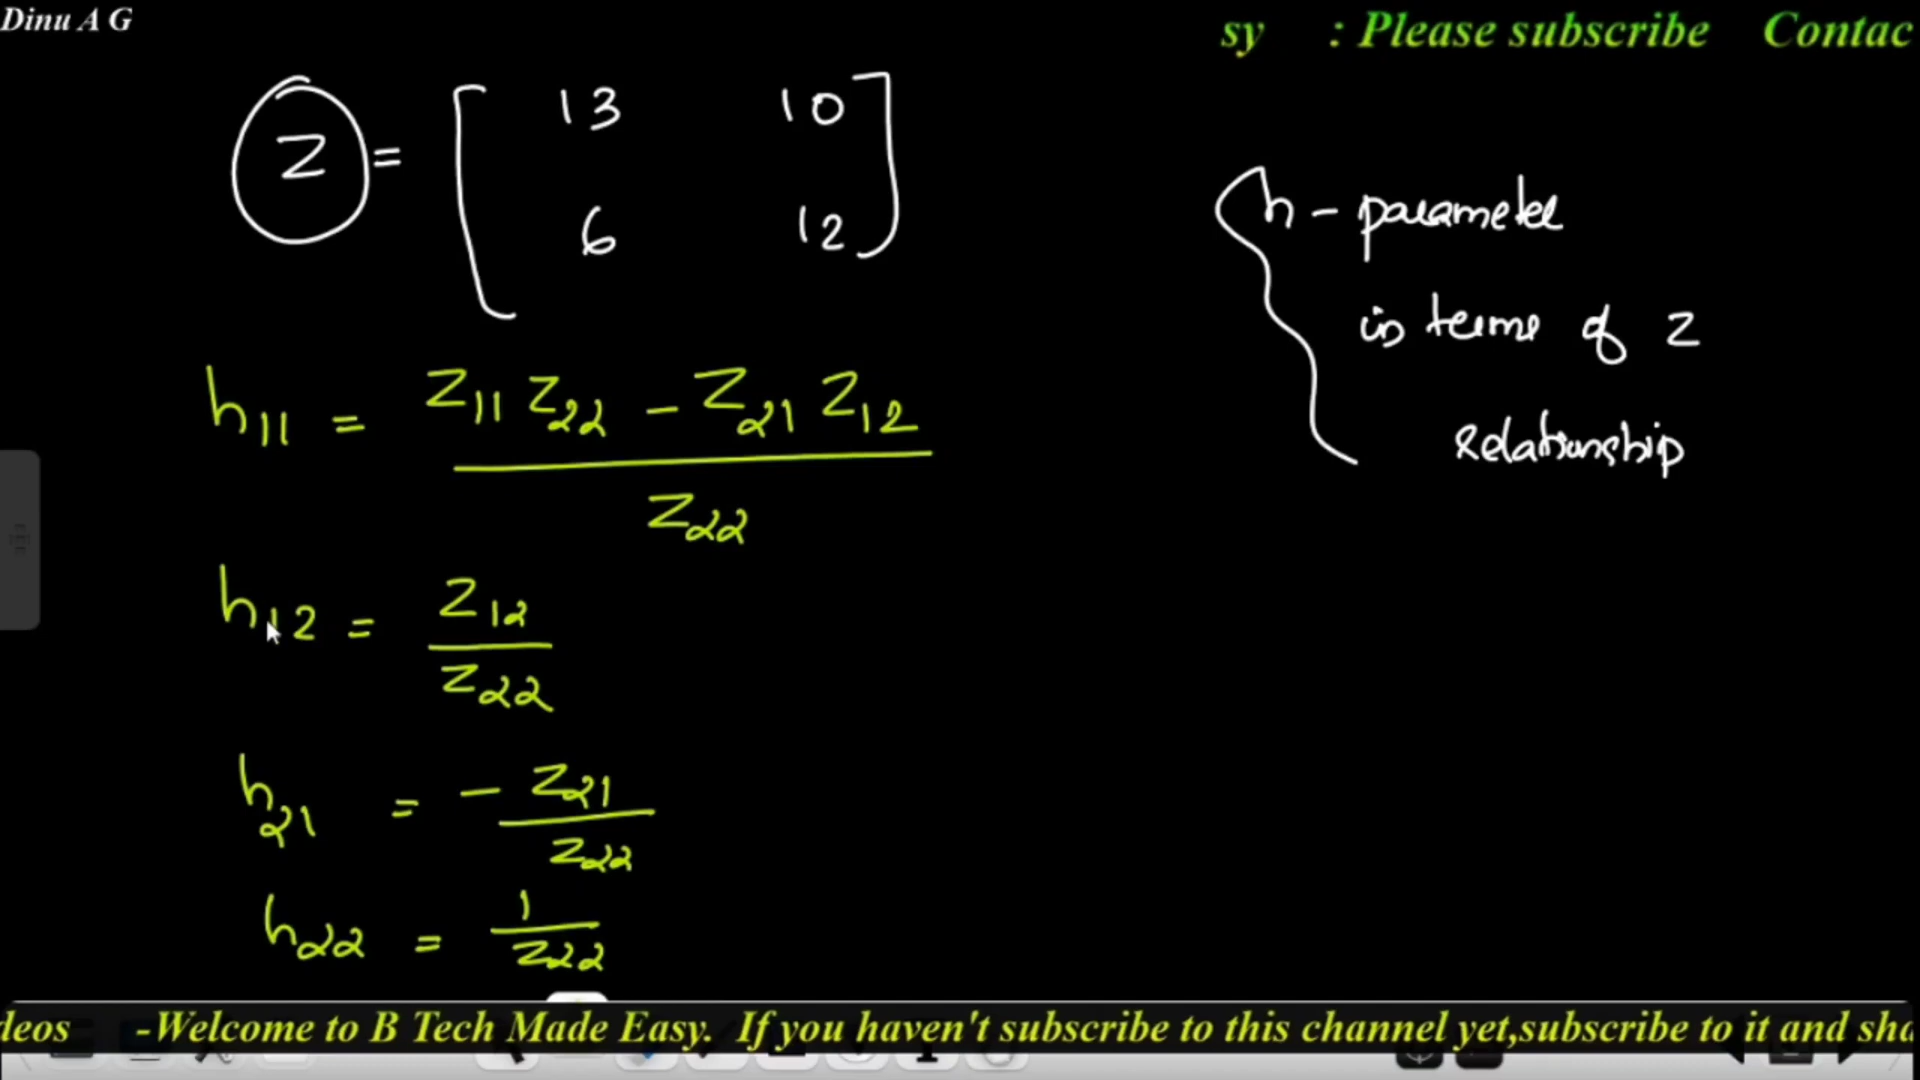 Dinu A G
sy : Please subscribe Contac
Z = [ 13 10
6 12 ]
h - parameter
in terms of Z
relationship
h11 = Z11 Z22 - Z21 Z12
Z22
h12 = Z12
Z22
h21 = - Z21
Z22
h22 = 1
Z22
deos -Welcome to B Tech Made Easy. If you haven't subscribe to this channel yet,subscribe to it and sha